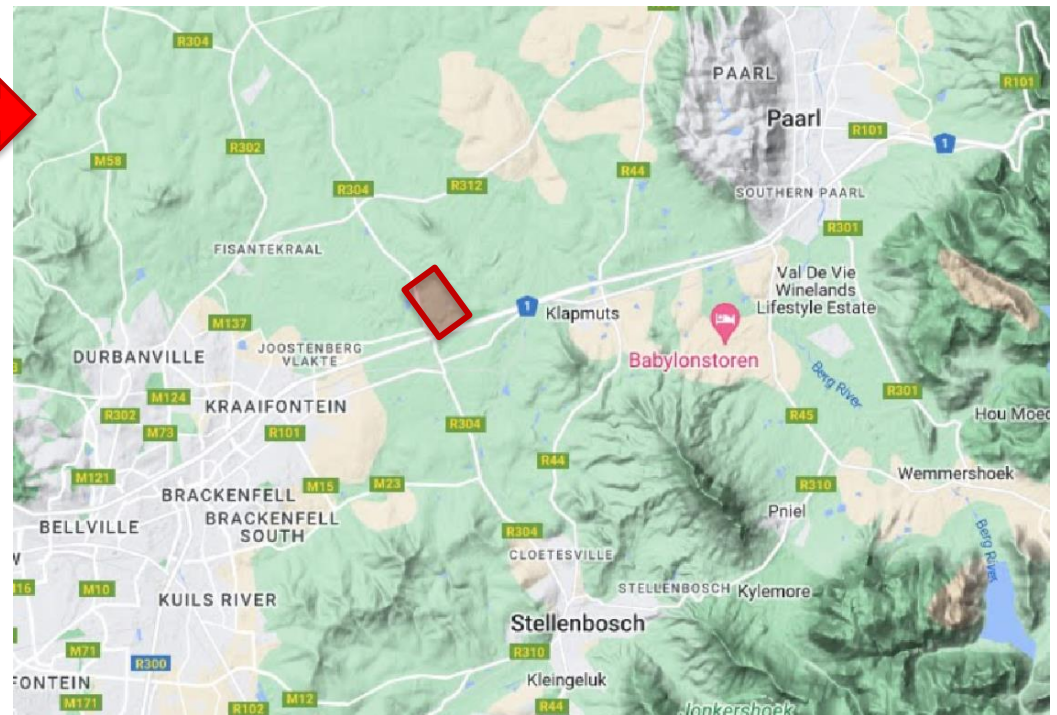 R304
PAARL
Paarl
R101
R101
1
R302
M58
R44
R304
R312
SOUTHERN PAARL
R301
FISANTEKRAAL
Val De Vie
Winelands
Lifestyle Estate
1
Klapmuts
M137
JOOSTENBERG
VLAKTE
Babylonstoren
DURBANVILLE
Berg River
M124
R301
R302
KRAAIFONTEIN
R45
Hou Moed
M73
R101
R304
R44
M121
M15
M23
R310
Wemmershoek
BRACKENFELL
BRACKENFELL
SOUTH
Pniel
BELLVILLE
R304
CLOETESVILLE
Berg River
M10
KUILS RIVER
STELLENBOSCH
Kylemore
Stellenbosch
M71
R300
R310
FONTEIN
Kleingeluk
M171
R102
M12
R44
Jonkershoek